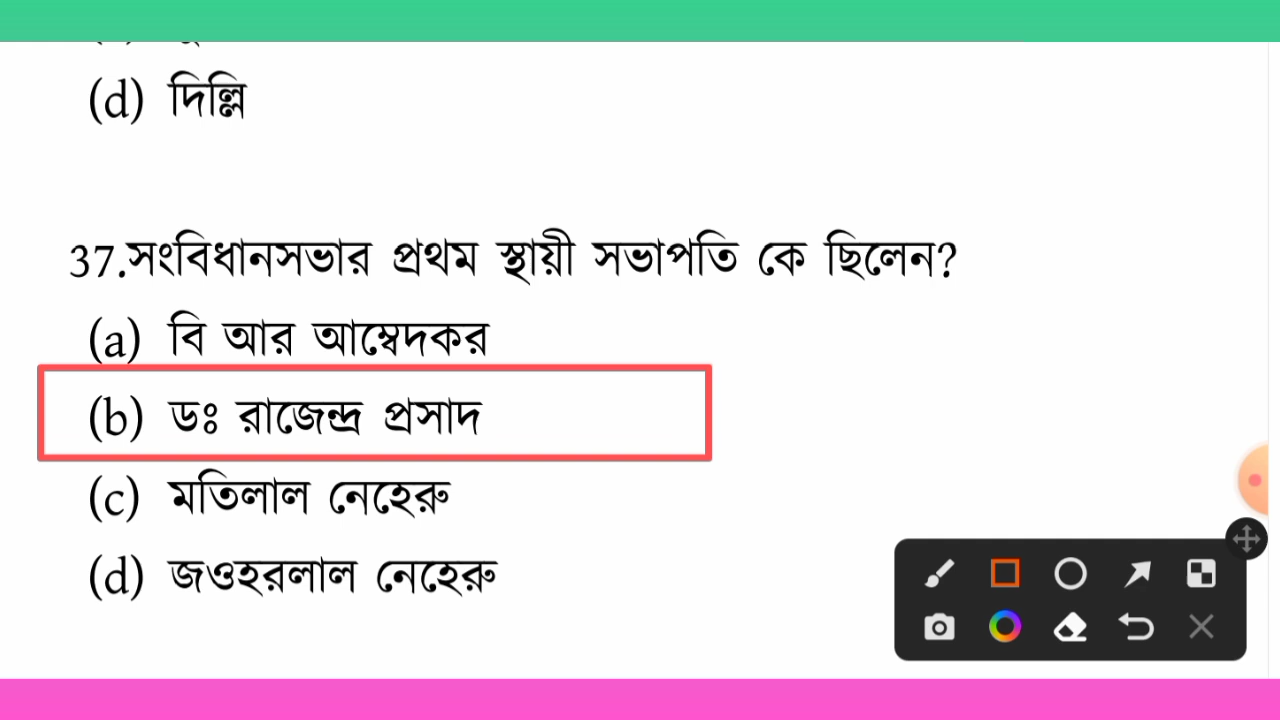 (d) দিল্লি
37.সংবিধানসভার প্রথম স্থায়ী সভাপতি কে ছিলেন?
(a) বি আর আম্বেদকর
(b) ডঃ রাজেন্দ্র প্রসাদ
(c) মতিলাল নেহেরু
(d) জওহরলাল নেহেরু